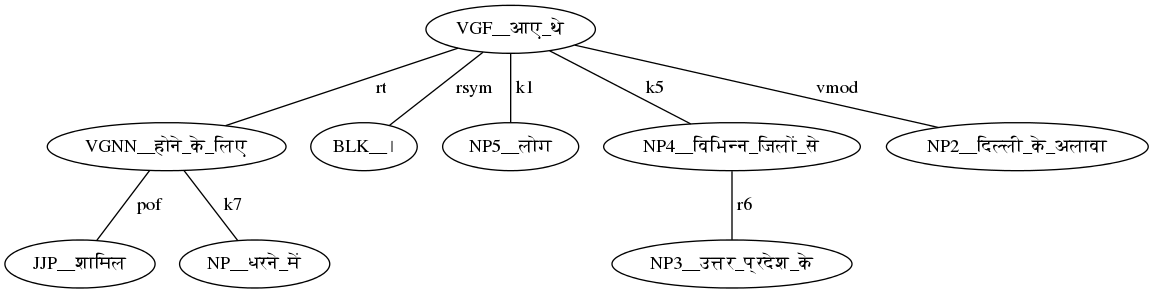 VGF__आए_थे
rt
rsym
k1
k5
vmod
VGNN__होने_के_लिए
BLK__।
NP5__लोग
NP4__विभिन्न_जिलों_से
NP2__दिल्ली_के_अलावा
pof
k7
r6
JJP__शामिल
NP__धरने_में
NP3__उत्तर_प्रदेश_के